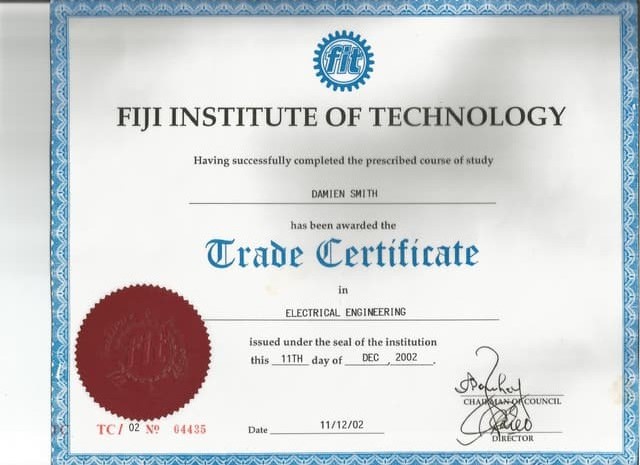 fit
FIJI INSTITUTE OF TECHNOLOGY
Having successfully completed the prescribed course of study
DAMIEN SMITH
has been awarded the
Trade Certificate
in
ELECTRICAL ENGINEERING
issued under the seal of the institution
this 11TH day of DEC , 2002 .
fit
CHAIRMAN OF COUNCIL
TC / 02 Nº 04435
Date 11/12/02
DIRECTOR